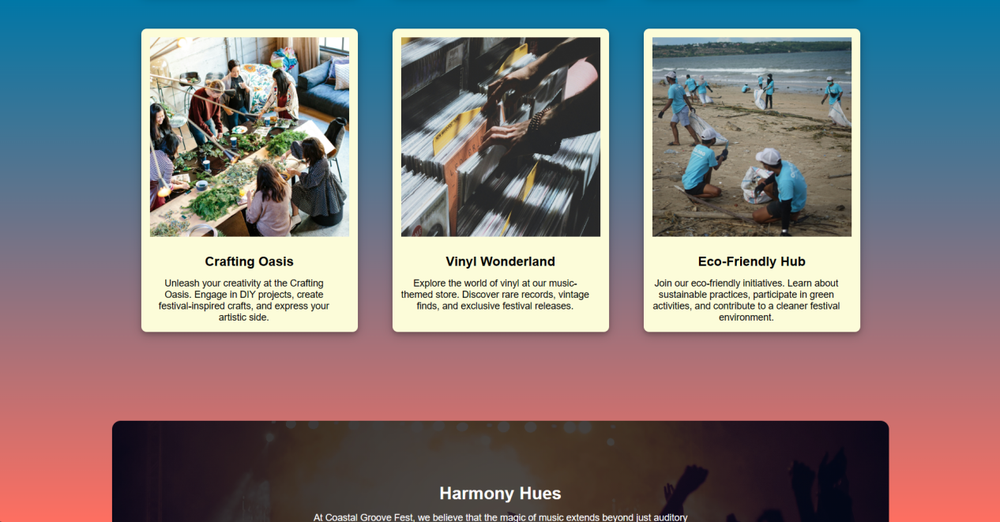 Crafting Oasis
Unleash your creativity at the Crafting
Oasis. Engage in DIY projects, create
festival-inspired crafts, and express your
artistic side.
Vinyl Wonderland
Explore the world of vinyl at our music-
themed store. Discover rare records, vintage
finds, and exclusive festival releases.
Eco-Friendly Hub
Join our eco-friendly initiatives. Learn about
sustainable practices, participate in green
activities, and contribute to a cleaner festival
environment.
Harmony Hues
At Coastal Groove Fest, we believe that the magic of music extends beyond just auditory